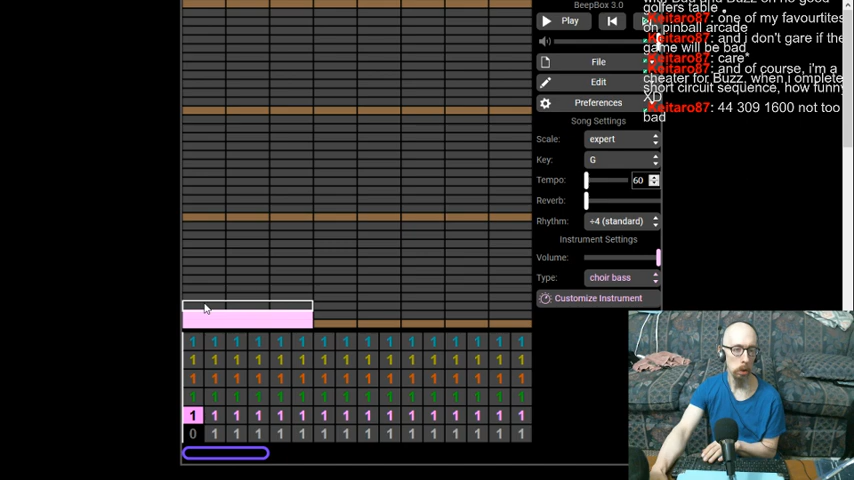 with Bud and Buzz on no good
golfers table .
Keitaro87: one of my favourtites
on pinball arcade
Keitaro87: and i don't gare if the
game will be bad
Keitaro87: care*
Keitaro87: and of course, i'm a
cheater for Buzz, when i omplete
short circuit sequence, how funny
XD
Keitaro87: 44 309 1600 not too
bad
BeepBox 3.0
Play
File
Edit
Preferences
Song Settings
Scale: expert
Key: G
Tempo: 60
Reverb:
Rhythm: ÷4 (standard)
Instrument Settings
Volume:
Type: choir bass
Customize Instrument
1 1 1 1 1 1 1 1 1 1 1 1 1 1 1 1
1 1 1 1 1 1 1 1 1 1 1 1 1 1 1 1
1 1 1 1 1 1 1 1 1 1 1 1 1 1 1 1
1 1 1 1 1 1 1 1 1 1 1 1 1 1 1 1
1 1 1 1 1 1 1 1 1 1 1 1 1 1 1 1
0 1 1 1 1 1 1 1 1 1 1 1 1 1 1 1